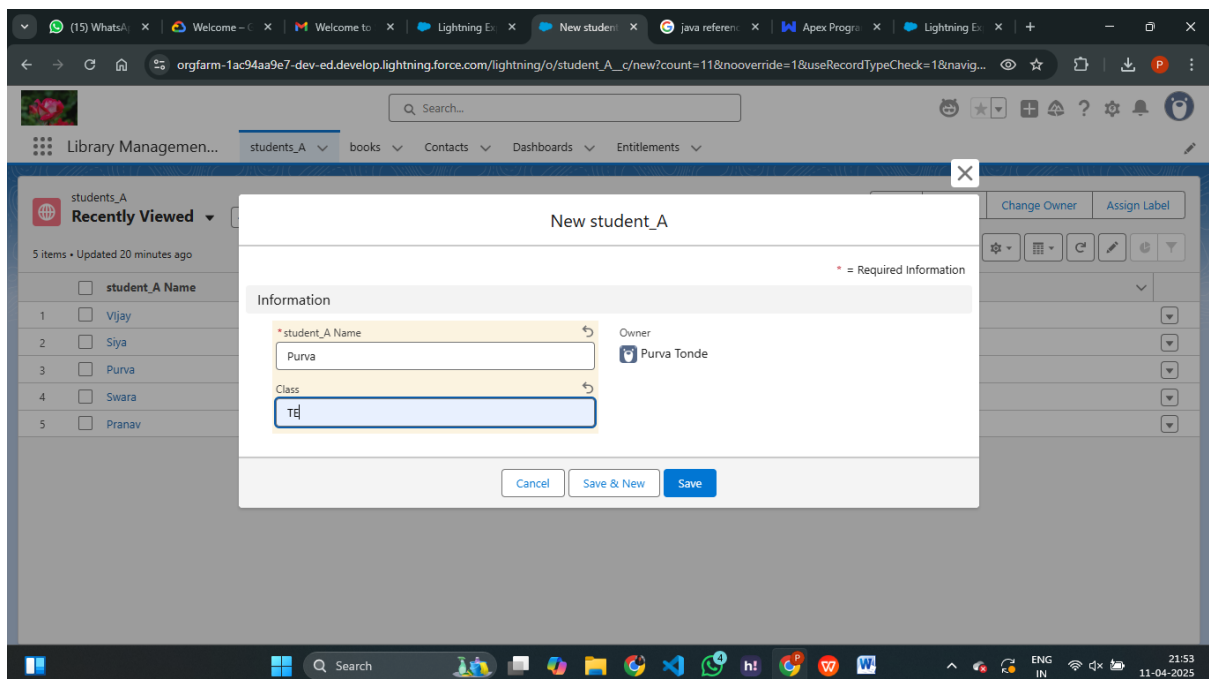 (15) WhatsA
Welcome – G
Welcome to
Lightning Ex
New student
java referenc
Apex Progra
Lightning Ex
orgfarm-1ac94aa9e7-dev-ed.develop.lightning.force.com/lightning/o/student_A__c/new?count=11&nooverride=1&useRecordTypeCheck=1&navig...
P
Search...
Library Managemen...
students_A
books
Contacts
Dashboards
Entitlements
students_A
Recently Viewed
Change Owner
Assign Label
5 items • Updated 20 minutes ago
student_A Name
1 VIjay
2 Siya
3 Purva
4 Swara
5 Pranav
New student_A
* = Required Information
Information
*student_A Name
Purva
Owner
Purva Tonde
Class
TE
Cancel
Save & New
Save
Search
4
h!
P
W
W
ENG
IN
21:53
11-04-2025